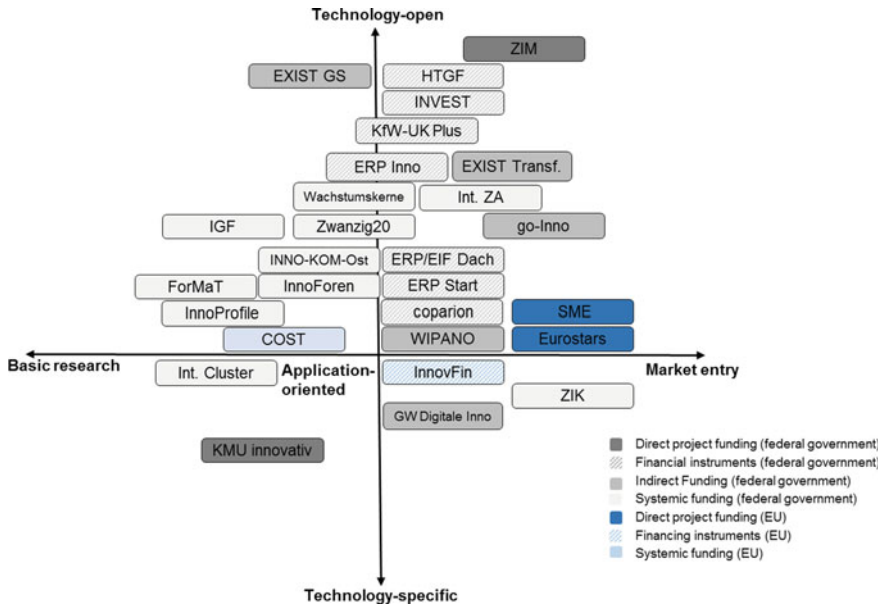 Technology-open
ZIM
EXIST GS
HTGF
INVEST
KfW-UK Plus
ERP Inno
EXIST Transf.
Wachstumskerne
Int. ZA
IGF
Zwanzig20
go-Inno
INNO-KOM-Ost
ERP/EIF Dach
ForMaT
InnoForen
ERP Start
InnoProfile
coparion
SME
COST
WIPANO
Eurostars
Basic research
Application-
oriented
Market entry
Int. Cluster
InnovFin
ZIK
GW Digitale Inno
KMU innovativ
Direct project funding (federal government)
Financial instruments (federal government)
Indirect Funding (federal government)
Systemic funding (federal government)
Direct project funding (EU)
Financing instruments (EU)
Systemic funding (EU)
Technology-specific